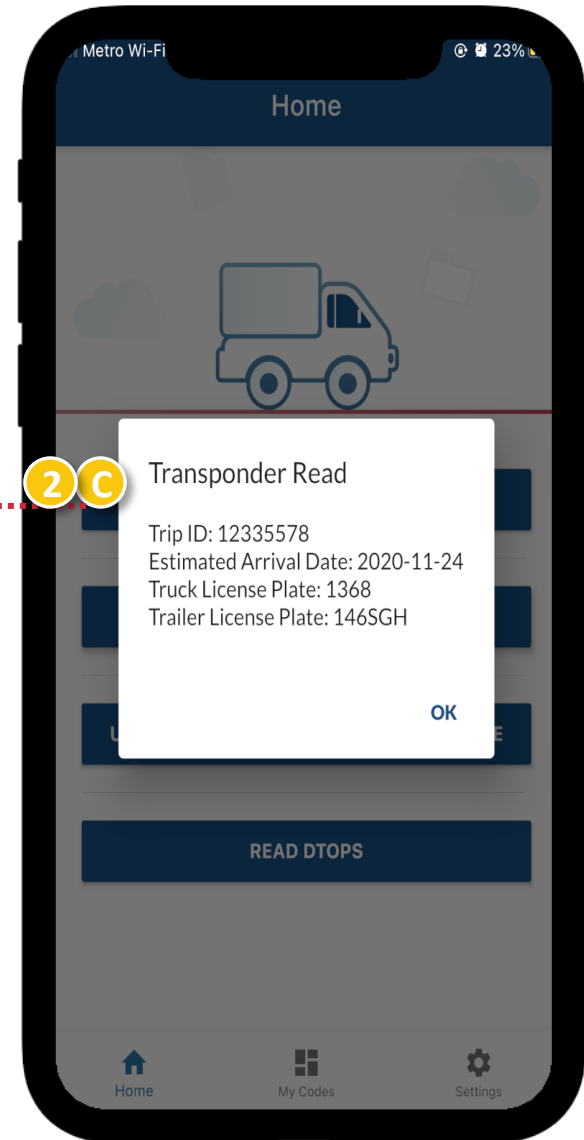 Metro Wi-Fi
23%
Home
2 C
Transponder Read
Trip ID: 12335578
Estimated Arrival Date: 2020-11-24
Truck License Plate: 1368
Trailer License Plate: 146SGH
OK
U
E
READ DTOPS
Home
My Codes
Settings